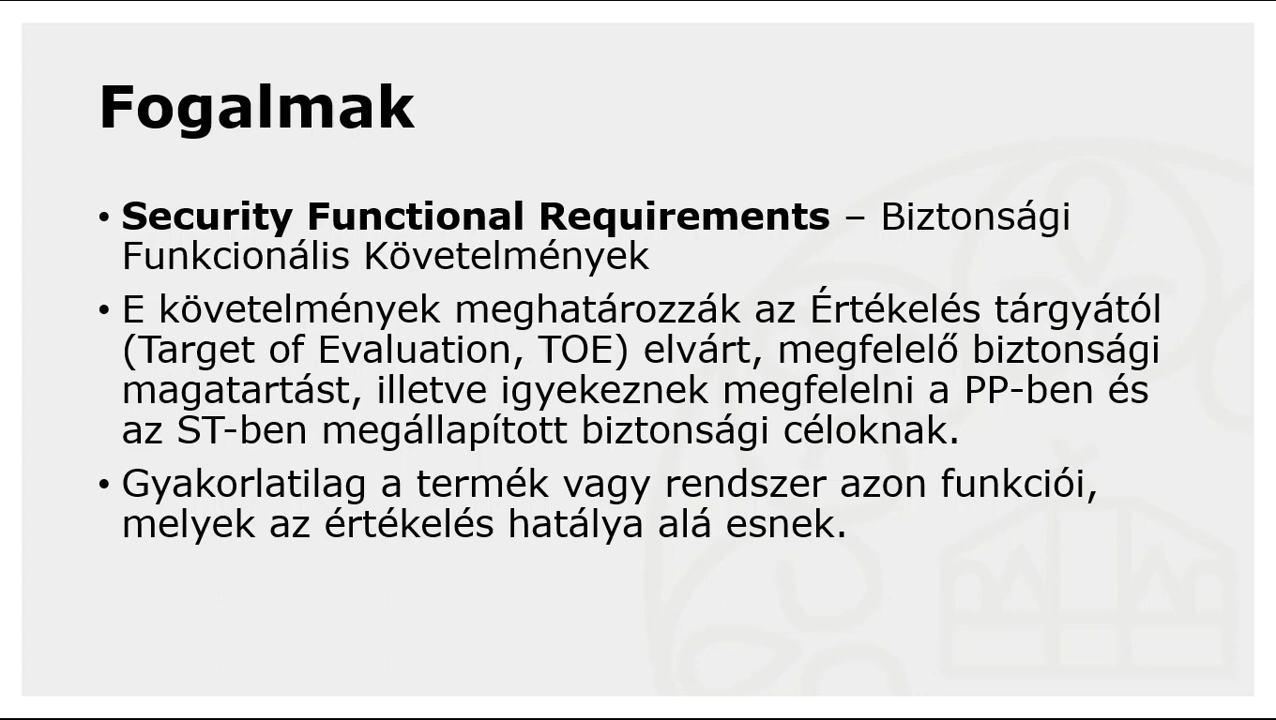 Fogalmak
• Security Functional Requirements – Biztonsági
Funkcionális Követelmények
• E követelmények meghatározzák az Értékelés tárgyától
(Target of Evaluation, TOE) elvárt, megfelelő biztonsági
magatartást, illetve igyekeznek megfelelni a PP-ben és
az ST-ben megállapított biztonsági céloknak.
• Gyakorlatilag a termék vagy rendszer azon funkciói,
melyek az értékelés hatálya alá esnek.